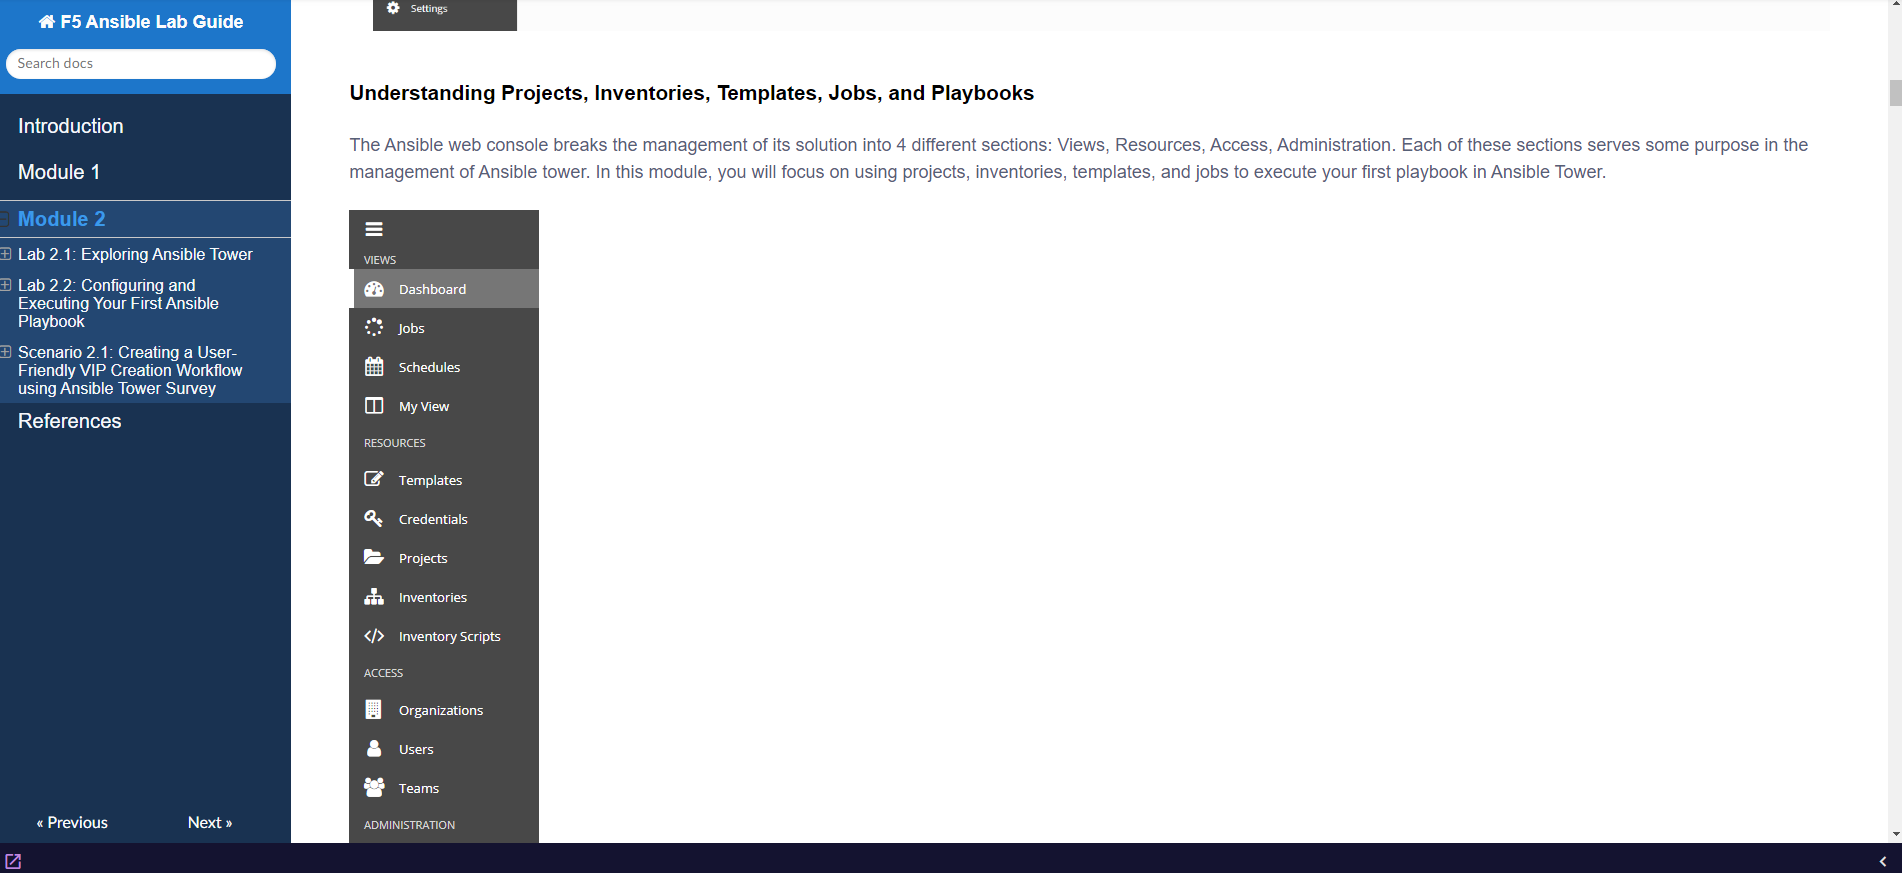 F5 Ansible Lab Guide
Search docs
Introduction
Module 1
Module 2
Lab 2.1: Exploring Ansible Tower
Lab 2.2: Configuring and
Executing Your First Ansible
Playbook
Scenario 2.1: Creating a User-
Friendly VIP Creation Workflow
using Ansible Tower Survey
References
« Previous
Next »
Settings
Understanding Projects, Inventories, Templates, Jobs, and Playbooks
The Ansible web console breaks the management of its solution into 4 different sections: Views, Resources, Access, Administration. Each of these sections serves some purpose in the
management of Ansible tower. In this module, you will focus on using projects, inventories, templates, and jobs to execute your first playbook in Ansible Tower.
VIEWS
Dashboard
Jobs
Schedules
My View
RESOURCES
Templates
Credentials
Projects
Inventories
Inventory Scripts
ACCESS
Organizations
Users
Teams
ADMINISTRATION